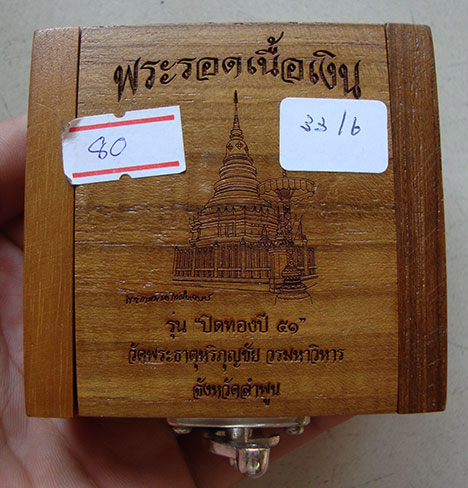 พระรอดเนื้อเงิน
80
33/6
รุ่น "ปิดทองปี ๕๑"
วัดพระธาตุหริภุญชัย วรมหาวิหาร
จังหวัดลำพูน